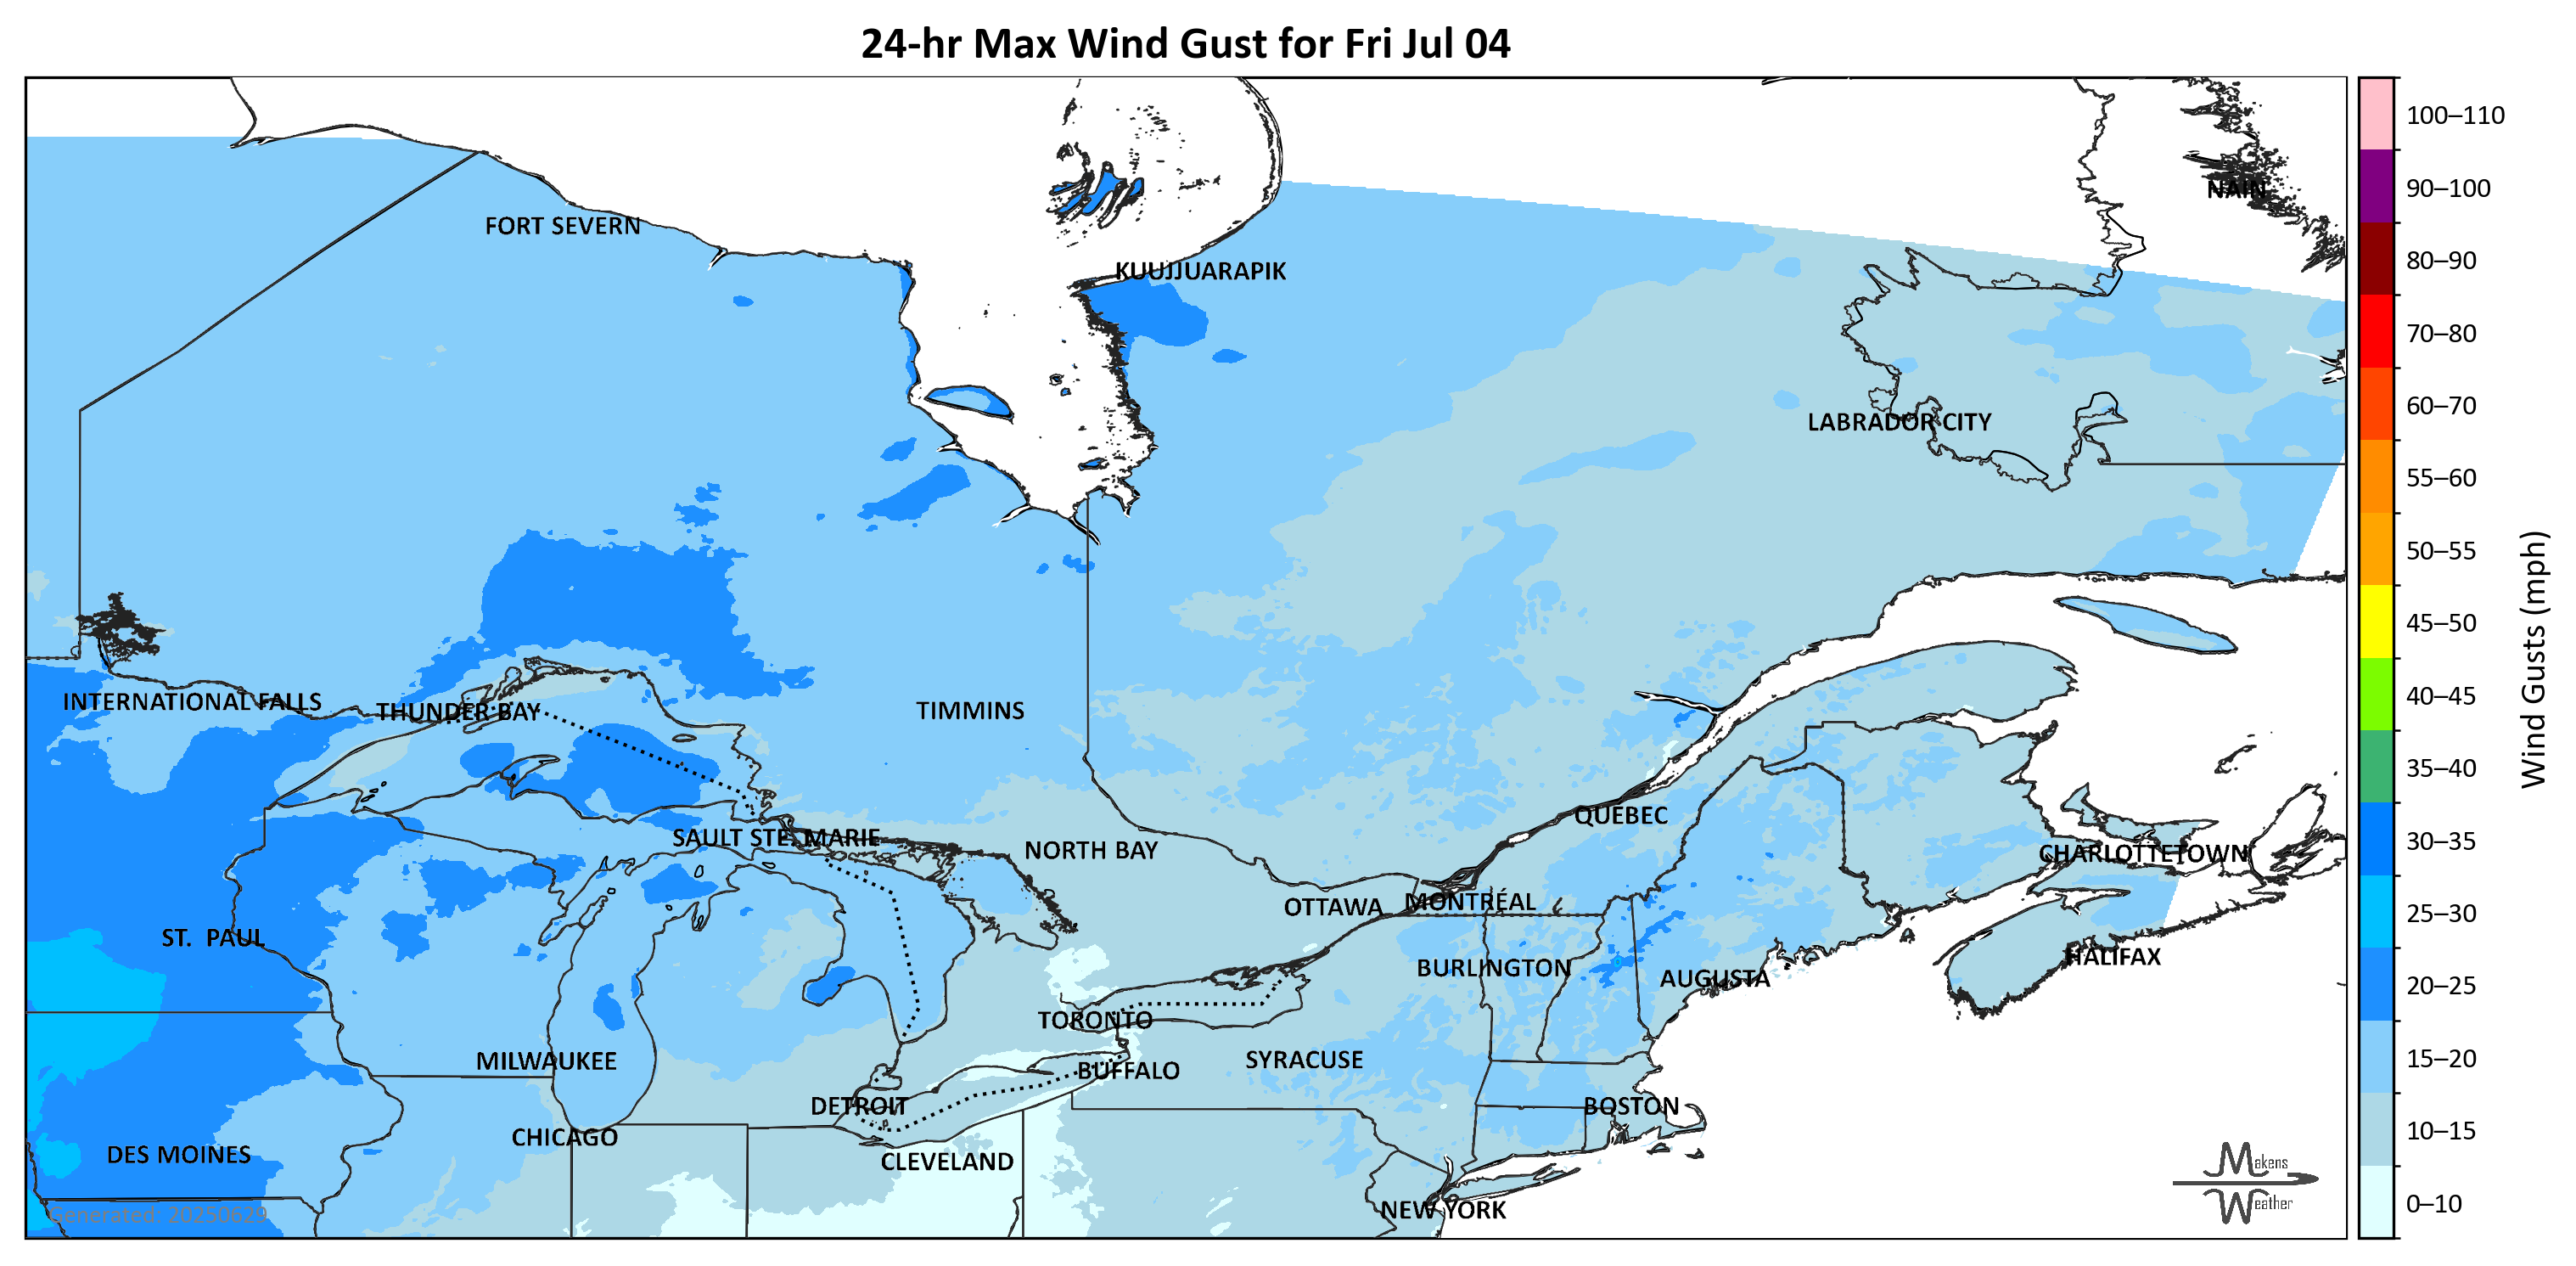 24-hr Max Wind Gust for Fri Jul 04
100–110
90–100
NAIN
FORT SEVERN
80–90
KUUJJUARAPIK
70–80
60–70
LABRADOR CITY
55–60
50–55
45–50
Wind Gusts (mph)
40–45
INTERNATIONAL FALLS
THUNDER BAY
TIMMINS
35–40
QUÉBEC
SAULT STE. MARIE
30–35
NORTH BAY
CHARLOTTETOWN
MONTRÉAL
OTTAWA
25–30
ST. PAUL
HALIFAX
BURLINGTON
AUGUSTA
20–25
TORONTO
MILWAUKEE
SYRACUSE
15–20
BUFFALO
DETROIT
BOSTON
CHICAGO
10–15
DES MOINES
CLEVELAND
Makens
Weather
NEW YORK
0–10
Generated: 20250629